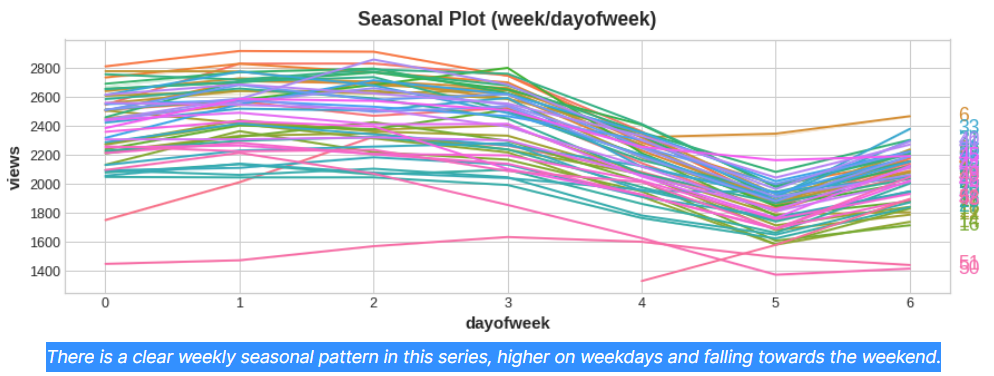 Seasonal Plot (week/dayofweek)
views
2800
2600
2400
2200
2000
1800
1600
1400
0 1 2 3 4 5 6
dayofweek
6
33
16
51
50
There is a clear weekly seasonal pattern in this series, higher on weekdays and falling towards the weekend.